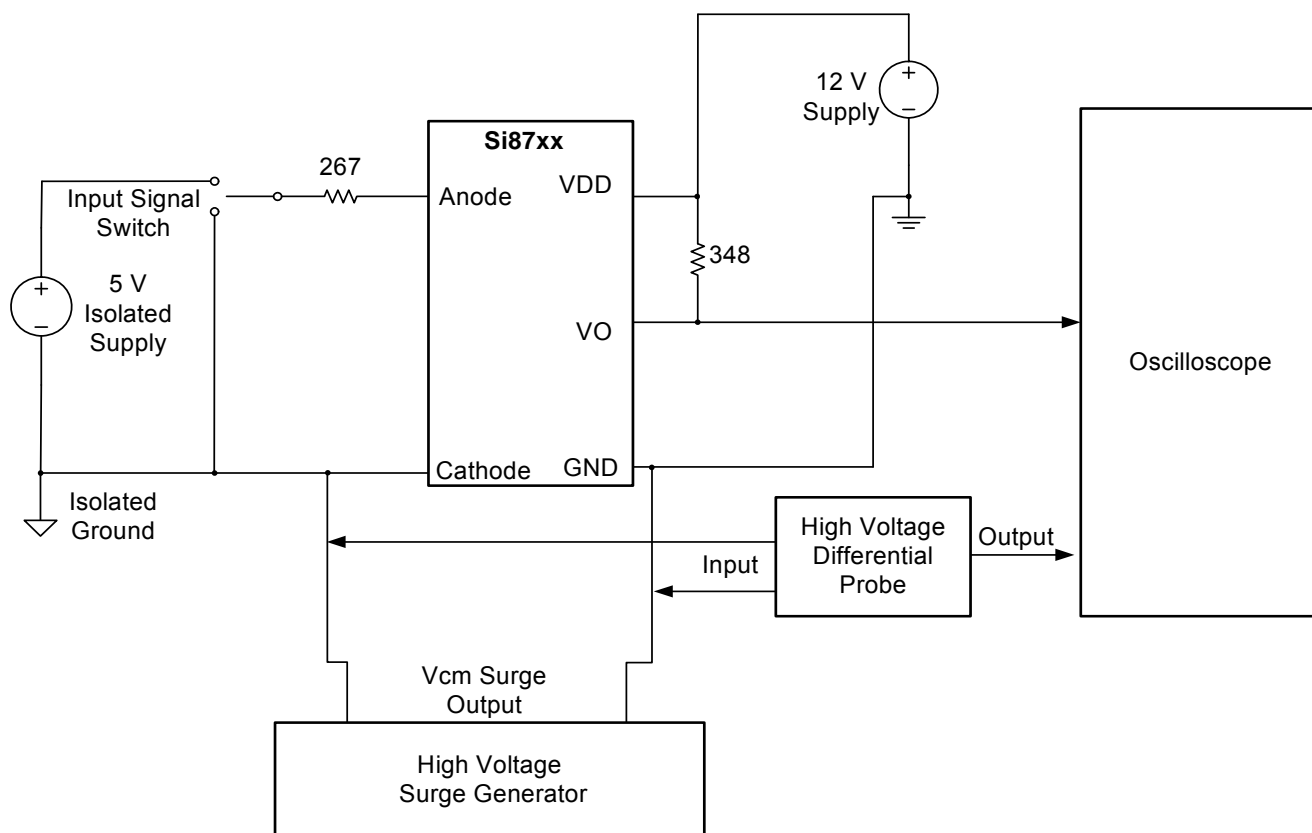 12 V
Supply
Si87xx
267
Input Signal
Switch
Anode
VDD
+
−
348
5 V
Isolated
Supply
+
−
VO
Oscilloscope
Cathode
GND
Isolated
Ground
High Voltage
Differential
Probe
Input
Output
Vcm Surge
Output
High Voltage
Surge Generator